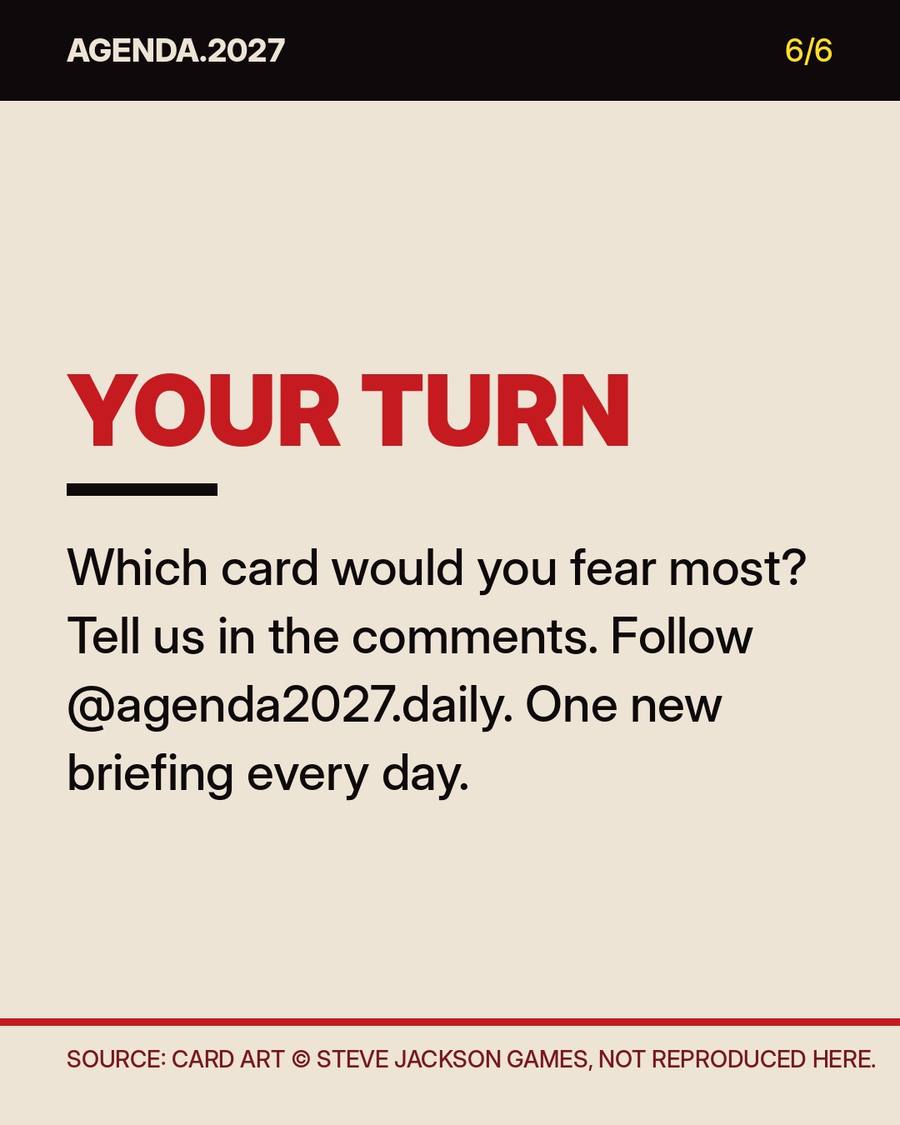 AGENDA.2027
6/6
YOUR TURN
Which card would you fear most?
Tell us in the comments. Follow
@agenda2027.daily. One new
briefing every day.
SOURCE: CARD ART © STEVE JACKSON GAMES, NOT REPRODUCED HERE.